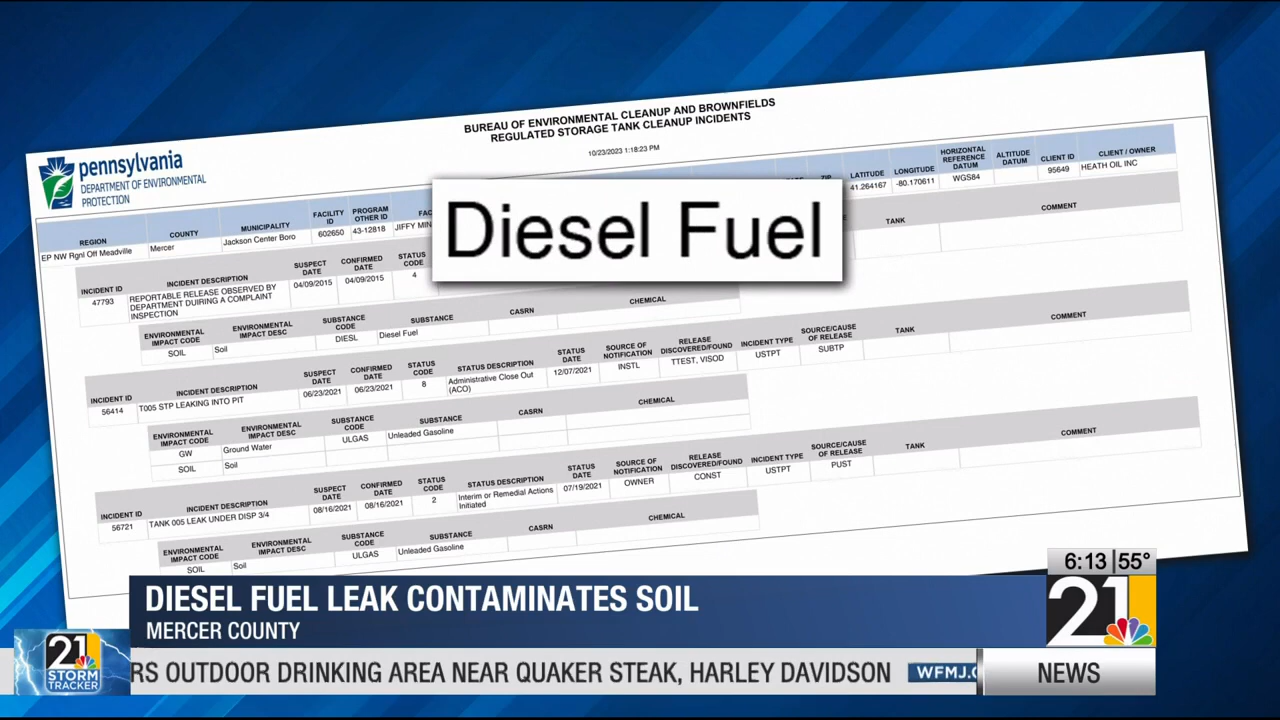 BUREAU OF ENVIRONMENTAL CLEANUP AND BROWNFIELDS
REGULATED STORAGE TANK CLEANUP INCIDENTS
10/23/2023 1:18:23 PM
pennsylvania
DEPARTMENT OF ENVIRONMENTAL
PROTECTION
REGION COUNTY MUNICIPALITY FACILITY ID PROGRAM OTHER ID LATITUDE LONGITUDE HORIZONTAL REFERENCE DATUM ALTITUDE DATUM CLIENT ID CLIENT / OWNER
EP NW Rgnl Off Meadville Mercer Jackson Center Boro 602650 43-12818 JIFFY MIN 41.264167 -80.170611 WGS84 95649 HEATH OIL INC
Diesel Fuel
INCIDENT ID INCIDENT DESCRIPTION SUSPECT DATE CONFIRMED DATE STATUS CODE TANK COMMENT
47793 REPORTABLE RELEASE OBSERVED BY DEPARTMENT DUIRING A COMPLAINT INSPECTION 04/09/2015 04/09/2015 4
ENVIRONMENTAL IMPACT CODE ENVIRONMENTAL IMPACT DESC SUBSTANCE CODE SUBSTANCE CASRN CHEMICAL
SOIL Soil DIESL Diesel Fuel
INCIDENT ID INCIDENT DESCRIPTION SUSPECT DATE CONFIRMED DATE STATUS CODE STATUS DESCRIPTION STATUS DATE SOURCE OF NOTIFICATION RELEASE DISCOVERED/FOUND INCIDENT TYPE SOURCE/CAUSE OF RELEASE TANK COMMENT
56414 T005 STP LEAKING INTO PIT 06/23/2021 06/23/2021 8 Administrative Close Out (ACO) 12/07/2021 INSTL TTEST, VISOD USTPT SUBTP
ENVIRONMENTAL IMPACT CODE ENVIRONMENTAL IMPACT DESC SUBSTANCE CODE SUBSTANCE CASRN CHEMICAL
GW Ground Water ULGAS Unleaded Gasoline
SOIL Soil
INCIDENT ID INCIDENT DESCRIPTION SUSPECT DATE CONFIRMED DATE STATUS CODE STATUS DESCRIPTION STATUS DATE SOURCE OF NOTIFICATION RELEASE DISCOVERED/FOUND INCIDENT TYPE SOURCE/CAUSE OF RELEASE TANK COMMENT
56721 TANK 005 LEAK UNDER DISP 3/4 08/16/2021 08/16/2021 2 Interim or Remedial Actions Initiated 07/19/2021 OWNER CONST USTPT PUST
ENVIRONMENTAL IMPACT CODE ENVIRONMENTAL IMPACT DESC SUBSTANCE CODE SUBSTANCE CASRN CHEMICAL
SOIL Soil ULGAS Unleaded Gasoline
6:13 55°
DIESEL FUEL LEAK CONTAMINATES SOIL
MERCER COUNTY
21
21
STORM
TRACKER
RS OUTDOOR DRINKING AREA NEAR QUAKER STEAK, HARLEY DAVIDSON WFMJ.
NEWS